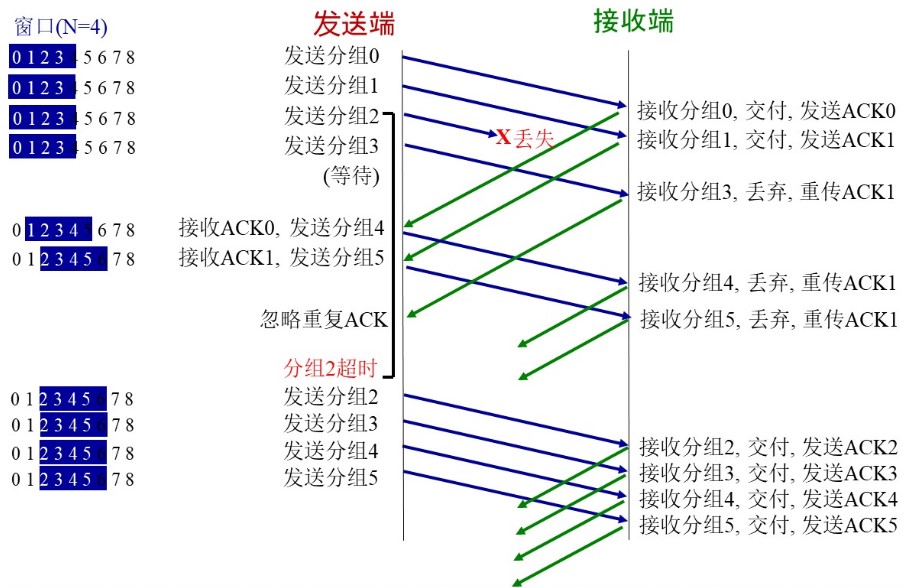 窗口(N=4) 发送端 接收端
0 1 2 3 4 5 6 7 8 发送分组0
0 1 2 3 4 5 6 7 8 发送分组1
接收分组0, 交付, 发送ACK0
0 1 2 3 4 5 6 7 8 发送分组2
X 丢失
接收分组1, 交付, 发送ACK1
0 1 2 3 4 5 6 7 8 发送分组3
(等待)
接收分组3, 丢弃, 重传ACK1
0 1 2 3 4 5 6 7 8 接收ACK0, 发送分组4
0 1 2 3 4 5 6 7 8 接收ACK1, 发送分组5
接收分组4, 丢弃, 重传ACK1
忽略重复ACK
接收分组5, 丢弃, 重传ACK1
分组2超时
0 1 2 3 4 5 6 7 8 发送分组2
0 1 2 3 4 5 6 7 8 发送分组3
接收分组2, 交付, 发送ACK2
0 1 2 3 4 5 6 7 8 发送分组4
接收分组3, 交付, 发送ACK3
0 1 2 3 4 5 6 7 8 发送分组5
接收分组4, 交付, 发送ACK4
接收分组5, 交付, 发送ACK5